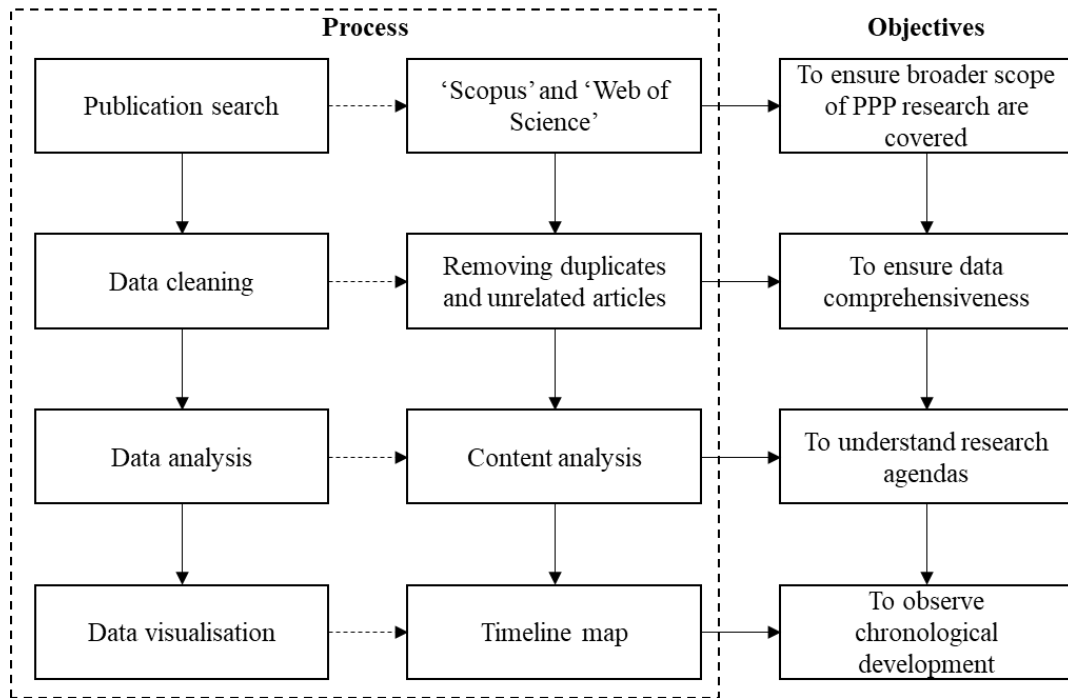 Process
Objectives
Publication search
‘Scopus’ and ‘Web of
Science’
To ensure broader scope
of PPP research are
covered
Data cleaning
Removing duplicates
and unrelated articles
To ensure data
comprehensiveness
Data analysis
Content analysis
To understand research
agendas
Data visualisation
Timeline map
To observe
chronological
development